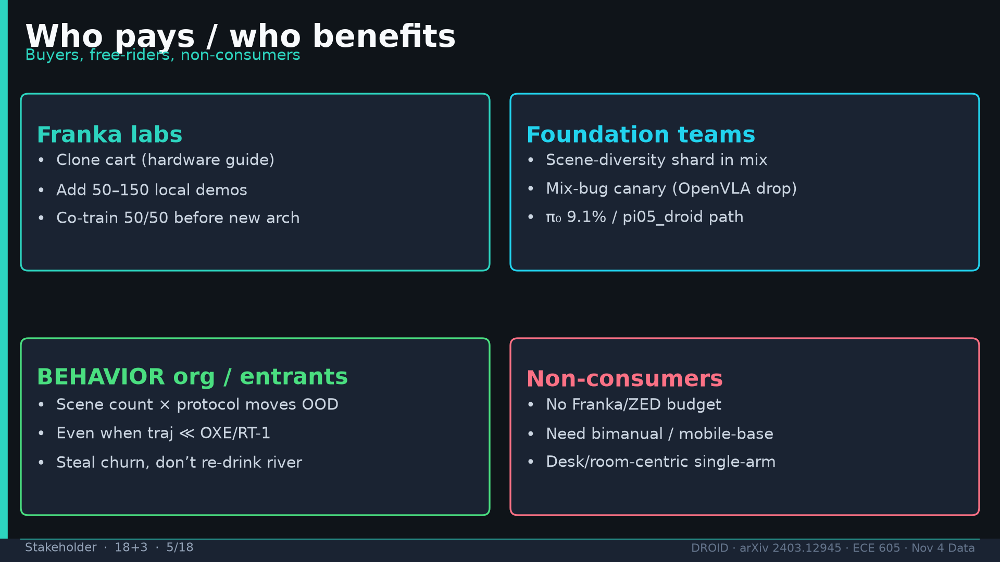 Who pays / who benefits
Buyers, free-riders, non-consumers
Franka labs
• Clone cart (hardware guide)
• Add 50–150 local demos
• Co-train 50/50 before new arch
Foundation teams
• Scene-diversity shard in mix
• Mix-bug canary (OpenVLA drop)
• π₀ 9.1% / pi05_droid path
BEHAVIOR org / entrants
• Scene count × protocol moves OOD
• Even when traj ≪ OXE/RT-1
• Steal churn, don’t re-drink river
Non-consumers
• No Franka/ZED budget
• Need bimanual / mobile-base
• Desk/room-centric single-arm
Stakeholder · 18+3 · 5/18
DROID · arXiv 2403.12945 · ECE 605 · Nov 4 Data